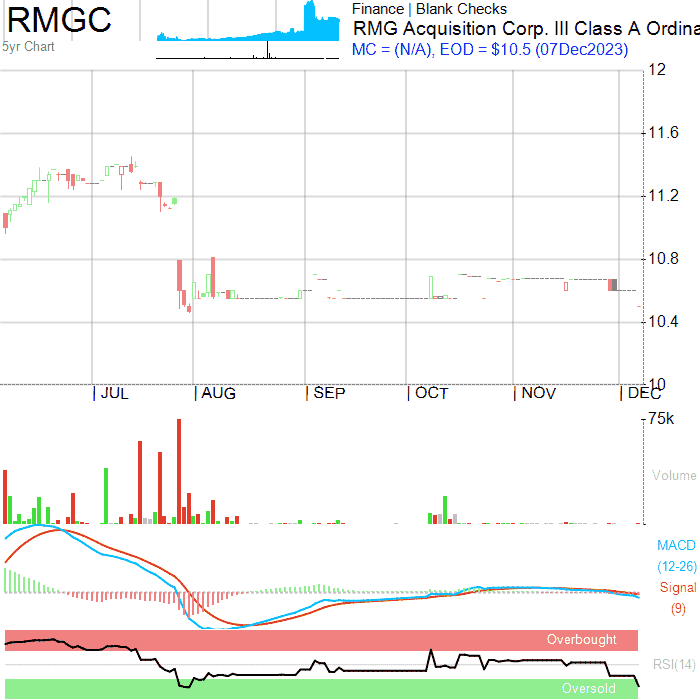 RMGC
5yr Chart
Finance | Blank Checks
RMG Acquisition Corp. III Class A Ordina
MC = (N/A), EOD = $10.5 (07Dec2023)
12
11.6
11.2
10.8
10.4
10
JUL AUG SEP OCT NOV DEC
75k
Volume
MACD
(12-26)
Signal
(9)
Overbought
RSI(14)
Oversold